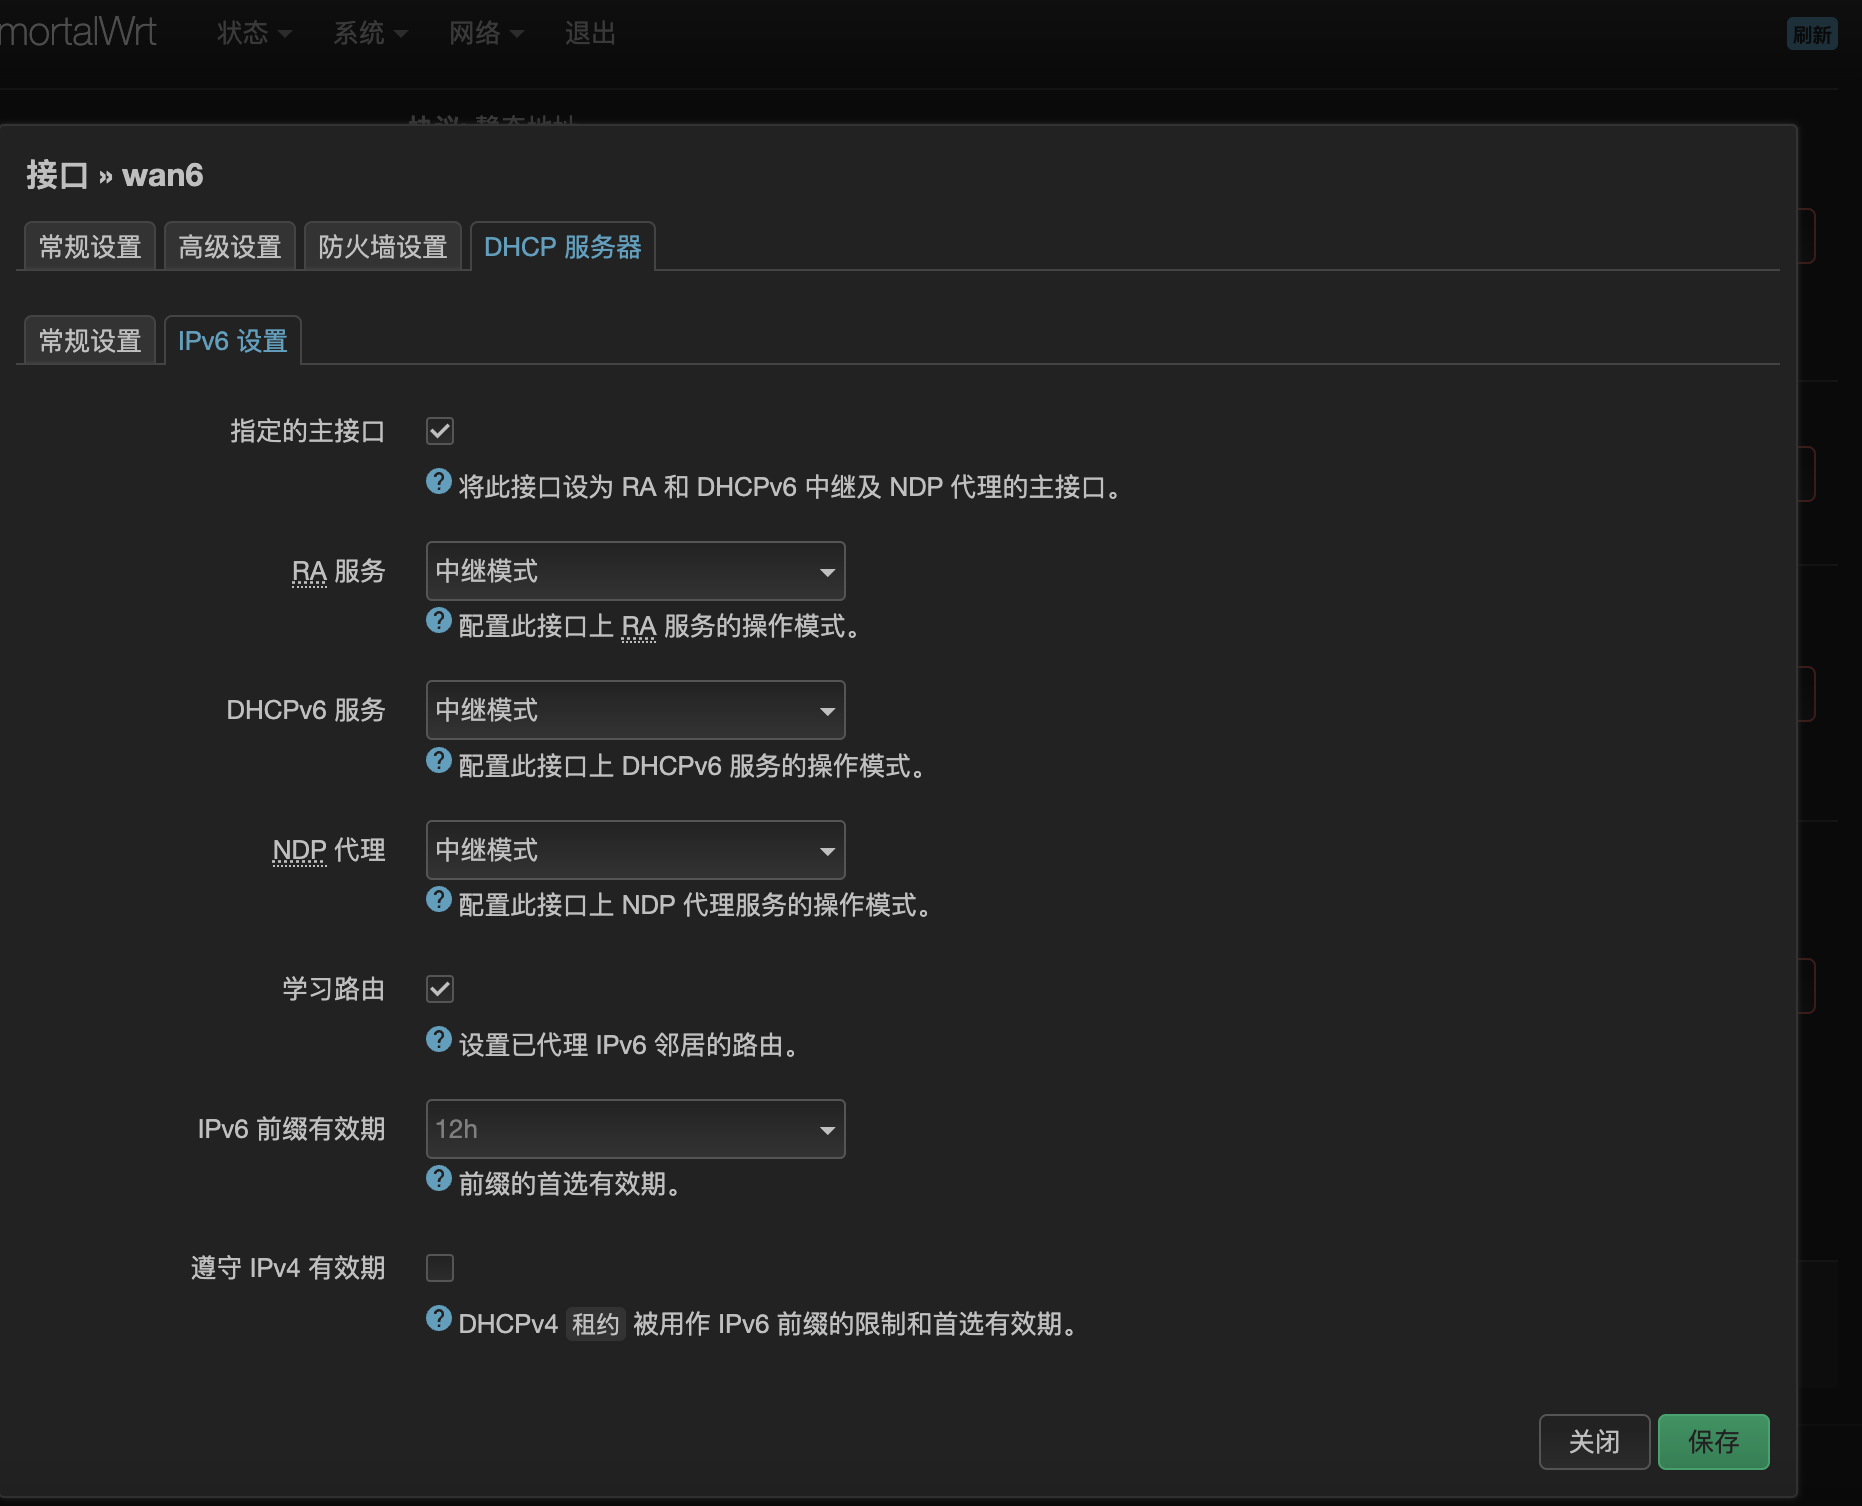 mortalWrt 状态 系统 网络 退出 刷新
协议: 静态地址
接口 » wan6
常规设置 高级设置 防火墙设置 DHCP 服务器
常规设置 IPv6 设置
指定的主接口
将此接口设为 RA 和 DHCPv6 中继及 NDP 代理的主接口。
RA 服务 中继模式
配置此接口上 RA 服务的操作模式。
DHCPv6 服务 中继模式
配置此接口上 DHCPv6 服务的操作模式。
NDP 代理 中继模式
配置此接口上 NDP 代理服务的操作模式。
学习路由
设置已代理 IPv6 邻居的路由。
IPv6 前缀有效期 12h
前缀的首选有效期。
遵守 IPv4 有效期
DHCPv4 租约 被用作 IPv6 前缀的限制和首选有效期。
关闭 保存